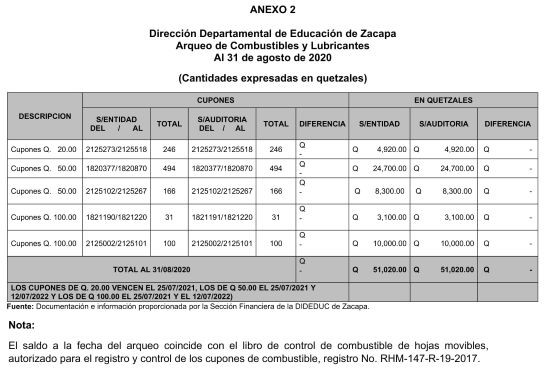 ANEXO 2
Dirección Departamental de Educación de Zacapa
Arqueo de Combustibles y Lubricantes
Al 31 de agosto de 2020
(Cantidades expresadas en quetzales)
CUPONES EN QUETZALES
DESCRIPCION S/ENTIDAD DEL / AL TOTAL S/AUDITORIA DEL / AL TOTAL DIFERENCIA S/ENTIDAD S/AUDITORIA DIFERENCIA
Cupones Q. 20.00 2125273/2125518 246 2125273/2125518 246 Q - Q 4,920.00 Q 4,920.00 Q -
Cupones Q. 50.00 1820377/1820870 494 1820377/1820870 494 Q - Q 24,700.00 Q 24,700.00 Q -
Cupones Q. 50.00 2125102/2125267 166 2125102/2125267 166 Q - Q 8,300.00 Q 8,300.00 Q -
Cupones Q. 100.00 1821190/1821220 31 1821191/1821220 31 Q - Q 3,100.00 Q 3,100.00 Q -
Cupones Q. 100.00 2125002/2125101 100 2125002/2125101 100 Q - Q 10,000.00 Q 10,000.00 Q -
TOTAL AL 31/08/2020 Q - Q 51,020.00 Q 51,020.00 Q -
LOS CUPONES DE Q. 20.00 VENCEN EL 25/07/2021, LOS DE Q 50.00 EL 25/07/2021 Y
12/07/2022 Y LOS DE Q 100.00 EL 25/07/2021 Y EL 12/07/2022)
Fuente: Documentación e información proporcionada por la Sección Financiera de la DIDEDUC de Zacapa.
Nota:
El saldo a la fecha del arqueo coincide con el libro de control de combustible de hojas movibles,
autorizado para el registro y control de los cupones de combustible, registro No. RHM-147-R-19-2017.